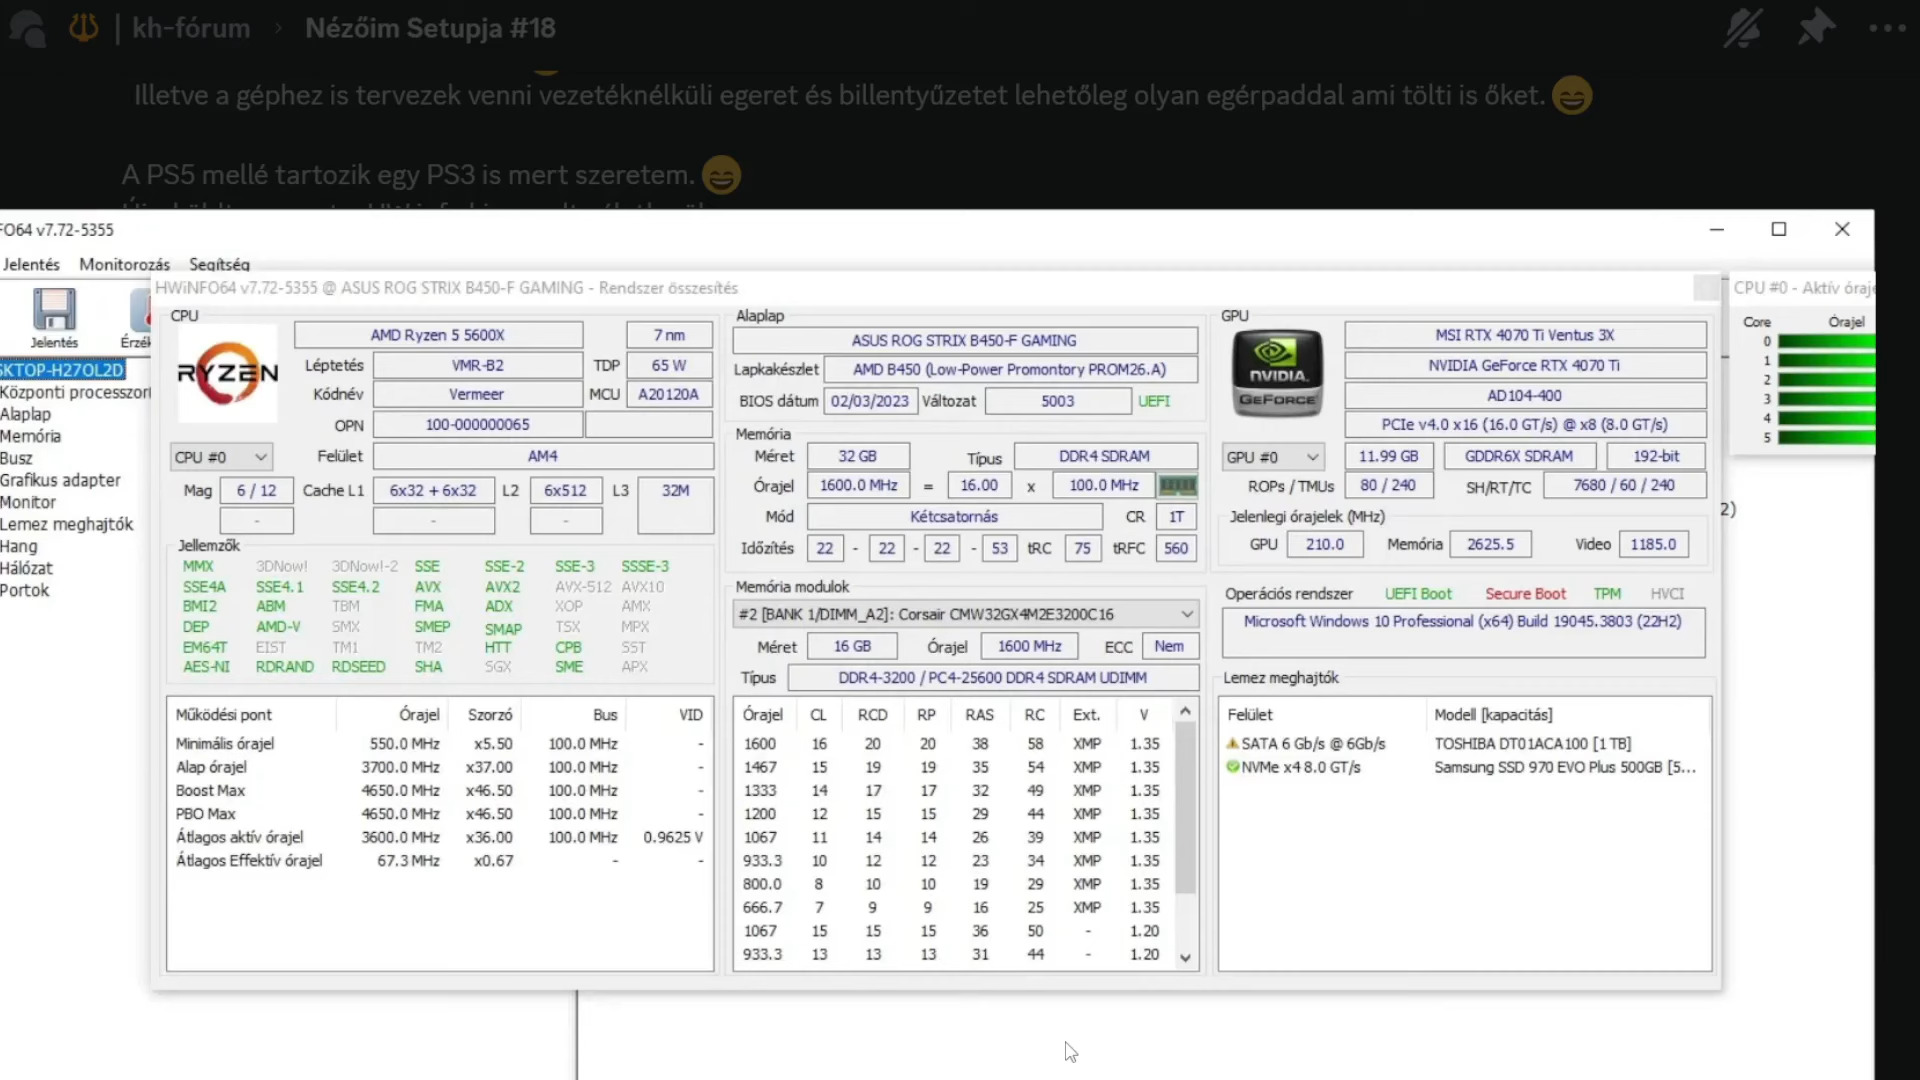 kh-fórum › Nézőim Setupja #18
Illetve a géphez is tervezek venni vezetéknélküli egeret és billentyűzetet lehetőleg olyan egérpaddal ami tölti is őket. 😄
A PS5 mellé tartozik egy PS3 is mert szeretem. 😄
FO64 v7.72-5355
Jelentés Monitorozás Segítség
HWiNFO64 v7.72-5355 @ ASUS ROG STRIX B450-F GAMING - Rendszer összesítés
CPU #0 - Aktív óraje
Jelentés Érzék
SKTOP-H27OL2D
Központi processzor
Alaplap
Memória
Busz
Grafikus adapter
Monitor
Lemez meghajtók
Hang
Hálózat
Portok
CPU
RYZEN
AMD Ryzen 5 5600X 7 nm
Léptetés VMR-B2 TDP 65 W
Kódnév Vermeer MCU A20120A
OPN 100-000000065
CPU #0 Felület AM4
Mag 6 / 12 Cache L1 6x32 + 6x32 L2 6x512 L3 32M
- - -
Jellemzők
MMX 3DNow! 3DNow!-2 SSE SSE-2 SSE-3 SSSE-3
SSE4A SSE4.1 SSE4.2 AVX AVX2 AVX-512 AVX10
BMI2 ABM TBM FMA ADX XOP AMX
DEP AMD-V SMX SMEP SMAP TSX MPX
EM64T EIST TM1 TM2 HTT CPB SST
AES-NI RDRAND RDSEED SHA SGX SME APX
Működési pont Órajel Szorzó Bus VID
Minimális órajel 550.0 MHz x5.50 100.0 MHz -
Alap órajel 3700.0 MHz x37.00 100.0 MHz -
Boost Max 4650.0 MHz x46.50 100.0 MHz -
PBO Max 4650.0 MHz x46.50 100.0 MHz -
Átlagos aktív órajel 3600.0 MHz x36.00 100.0 MHz 0.9625 V
Átlagos Effektív órajel 67.3 MHz x0.67 - -
Alaplap
ASUS ROG STRIX B450-F GAMING
Lapkakészlet AMD B450 (Low-Power Promontory PROM26.A)
BIOS dátum 02/03/2023 Változat 5003 UEFI
Memória
Méret 32 GB Típus DDR4 SDRAM
Órajel 1600.0 MHz = 16.00 x 100.0 MHz
Mód Kétcsatornás CR 1T
Időzítés 22 - 22 - 22 - 53 tRC 75 tRFC 560
Memória modulok
#2 [BANK 1/DIMM_A2]: Corsair CMW32GX4M2E3200C16
Méret 16 GB Órajel 1600 MHz ECC Nem
Típus DDR4-3200 / PC4-25600 DDR4 SDRAM UDIMM
Órajel CL RCD RP RAS RC Ext. V
1600 16 20 20 38 58 XMP 1.35
1467 15 19 19 35 54 XMP 1.35
1333 14 17 17 32 49 XMP 1.35
1200 12 15 15 29 44 XMP 1.35
1067 11 14 14 26 39 XMP 1.35
933.3 10 12 12 23 34 XMP 1.35
800.0 8 10 10 19 29 XMP 1.35
666.7 7 9 9 16 25 XMP 1.35
1067 15 15 15 36 50 - 1.20
933.3 13 13 13 31 44 - 1.20
GPU
NVIDIA. GEFORCE
MSI RTX 4070 Ti Ventus 3X
NVIDIA GeForce RTX 4070 Ti
AD104-400
PCIe v4.0 x16 (16.0 GT/s) @ x8 (8.0 GT/s)
GPU #0 11.99 GB GDDR6X SDRAM 192-bit
ROPs / TMUs 80 / 240 SH/RT/TC 7680 / 60 / 240
Jelenlegi órajelek (MHz)
GPU 210.0 Memória 2625.5 Video 1185.0
Operációs rendszer UEFI Boot Secure Boot TPM HVCI
Microsoft Windows 10 Professional (x64) Build 19045.3803 (22H2)
Lemez meghajtók
Felület Modell [kapacitás]
SATA 6 Gb/s @ 6Gb/s TOSHIBA DT01ACA100 [1 TB]
NVMe x4 8.0 GT/s Samsung SSD 970 EVO Plus 500GB [5...
Core Órajel
0
1
2
3
4
5
2)